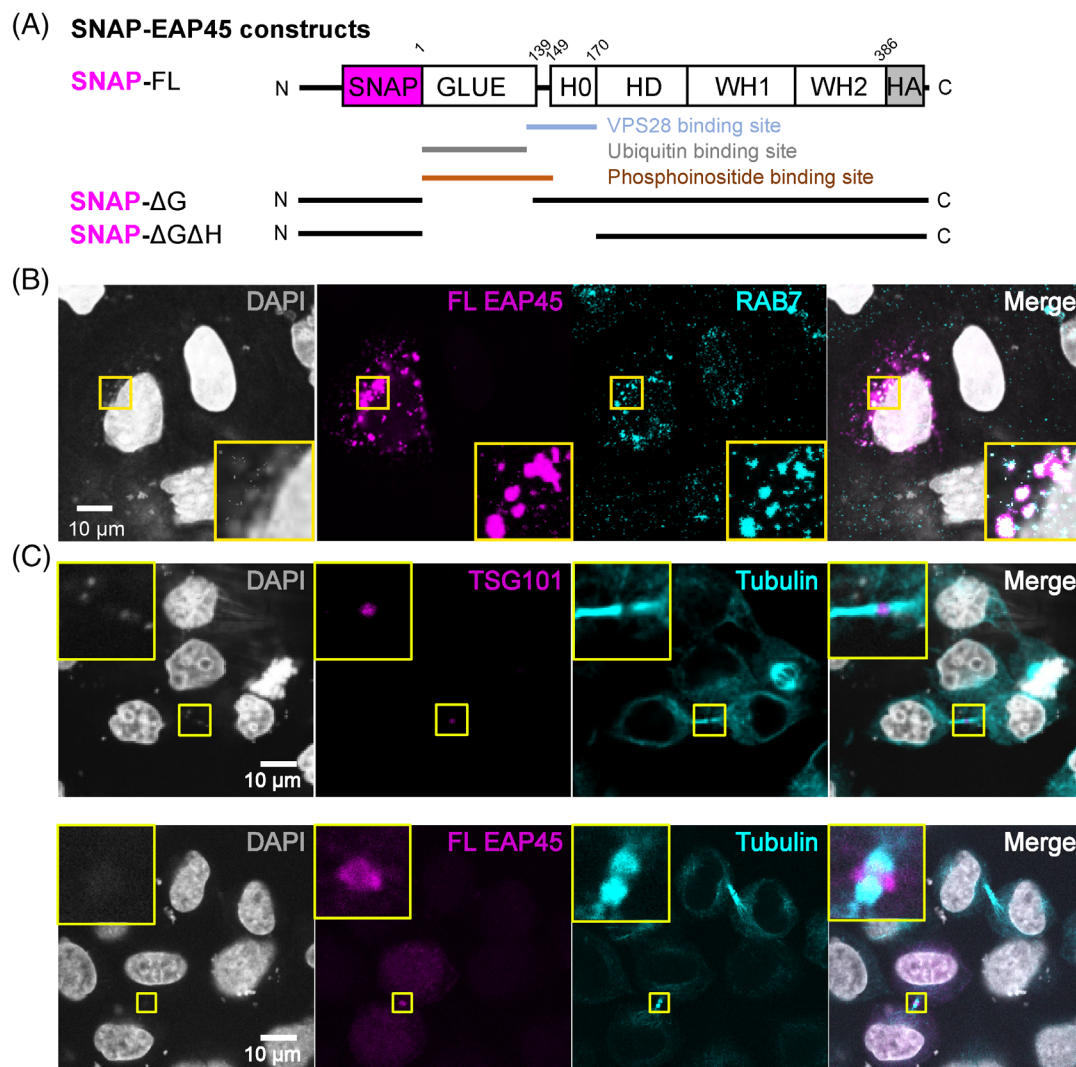 (A) SNAP-EAP45 constructs
1 139 149 170 386
SNAP-FL N SNAP GLUE H0 HD WH1 WH2 HA C
VPS28 binding site
Ubiquitin binding site
Phosphoinositide binding site
SNAP-ΔG N C
SNAP-ΔGΔH N C
(B)
DAPI FL EAP45 RAB7 Merge
10 µm
(C)
DAPI TSG101 Tubulin Merge
10 µm
DAPI FL EAP45 Tubulin Merge
10 µm